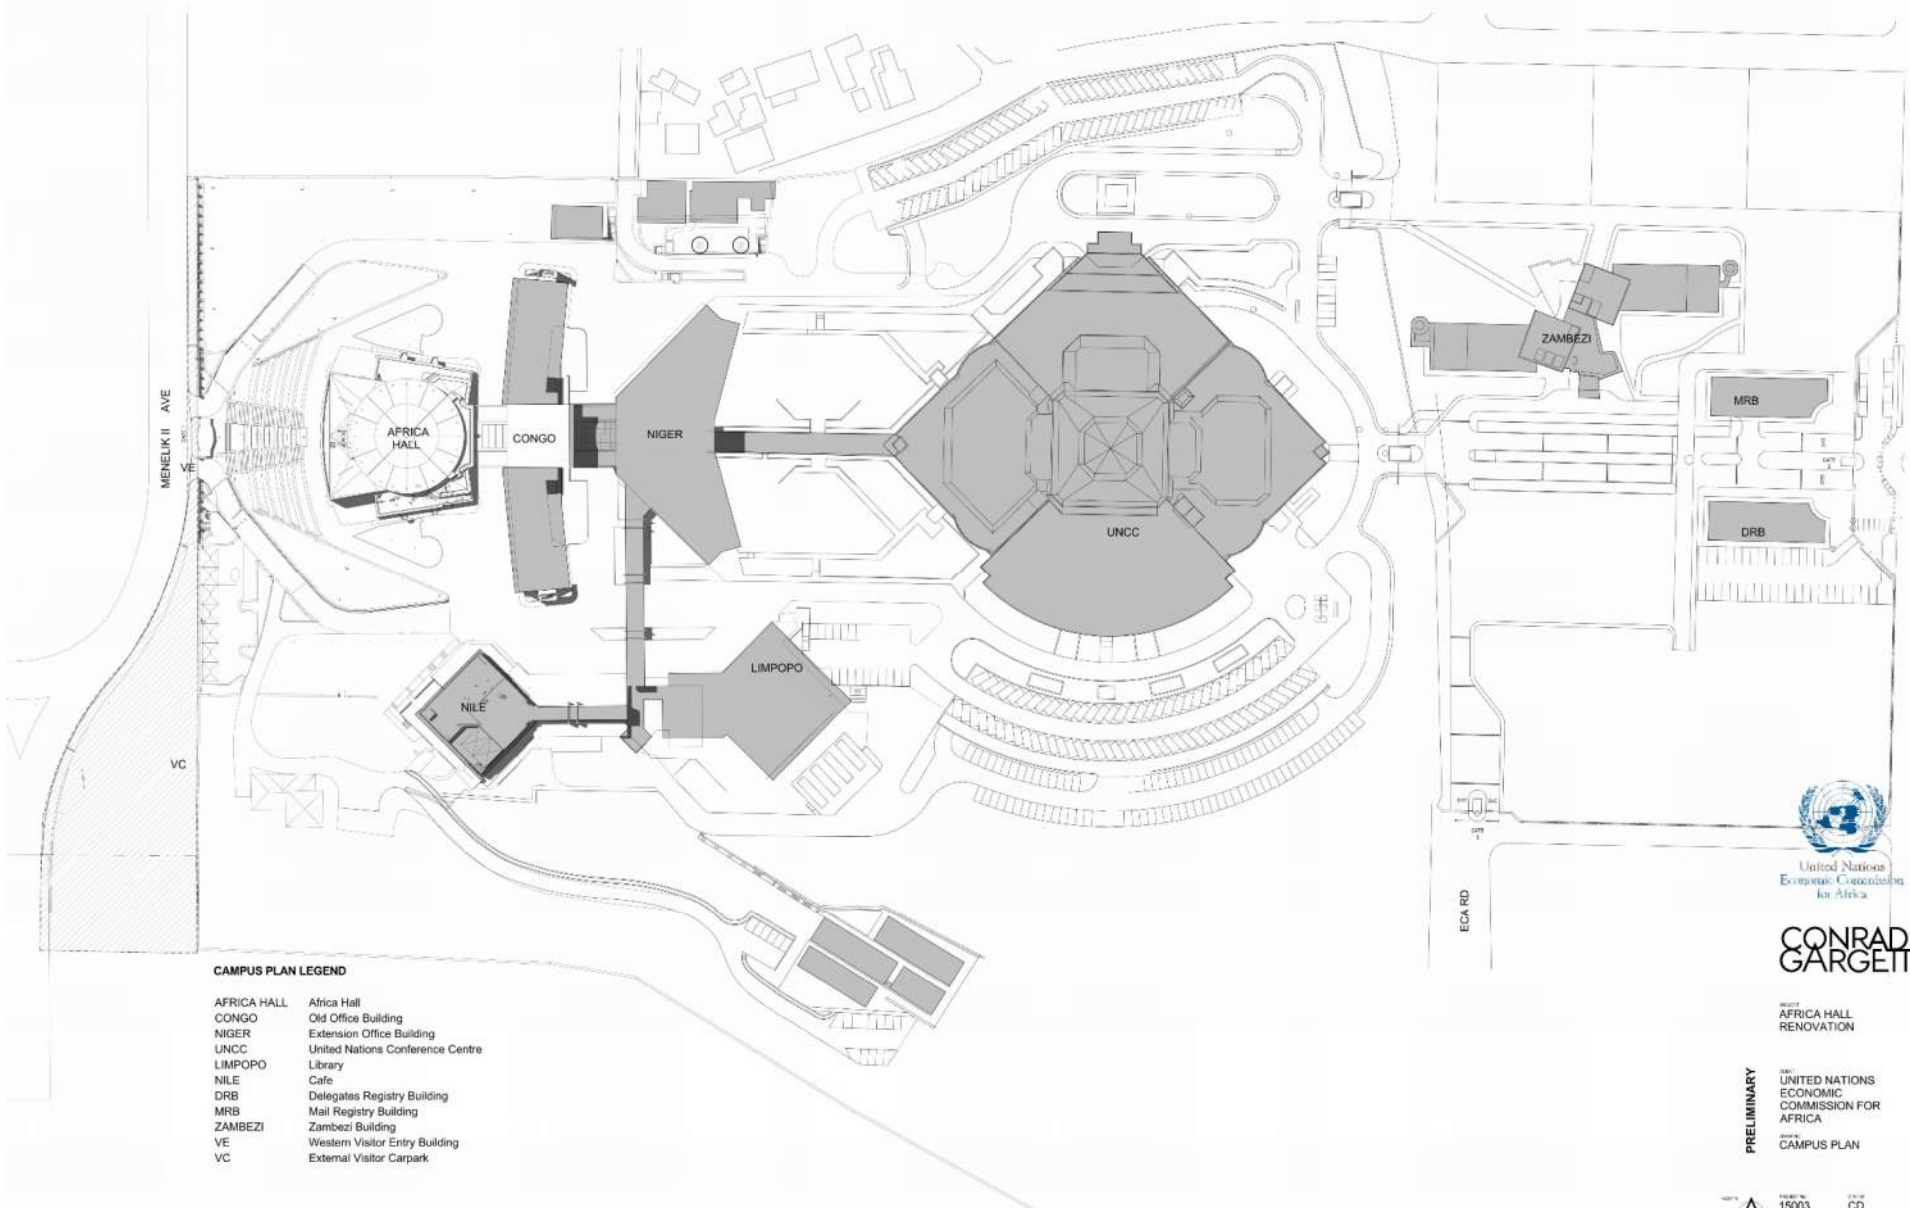 MENELIK II AVE
VE
VC
AFRICA
HALL
CONGO
NIGER
UNCC
LIMPOPO
NILE
ZAMBEZI
MRB
DRB
GATE
GATE
ECA RD
CAMPUS PLAN LEGEND
AFRICA HALL Africa Hall
CONGO Old Office Building
NIGER Extension Office Building
UNCC United Nations Conference Centre
LIMPOPO Library
NILE Cafe
DRB Delegates Registry Building
MRB Mail Registry Building
ZAMBEZI Zambezi Building
VE Western Visitor Entry Building
VC External Visitor Carpark
United Nations
Economic Commission
for Africa
CONRAD
GARGETT
PROJECT
AFRICA HALL
RENOVATION
PRELIMINARY
UNITED NATIONS
ECONOMIC
COMMISSION FOR
AFRICA
CAMPUS PLAN
15003 CD